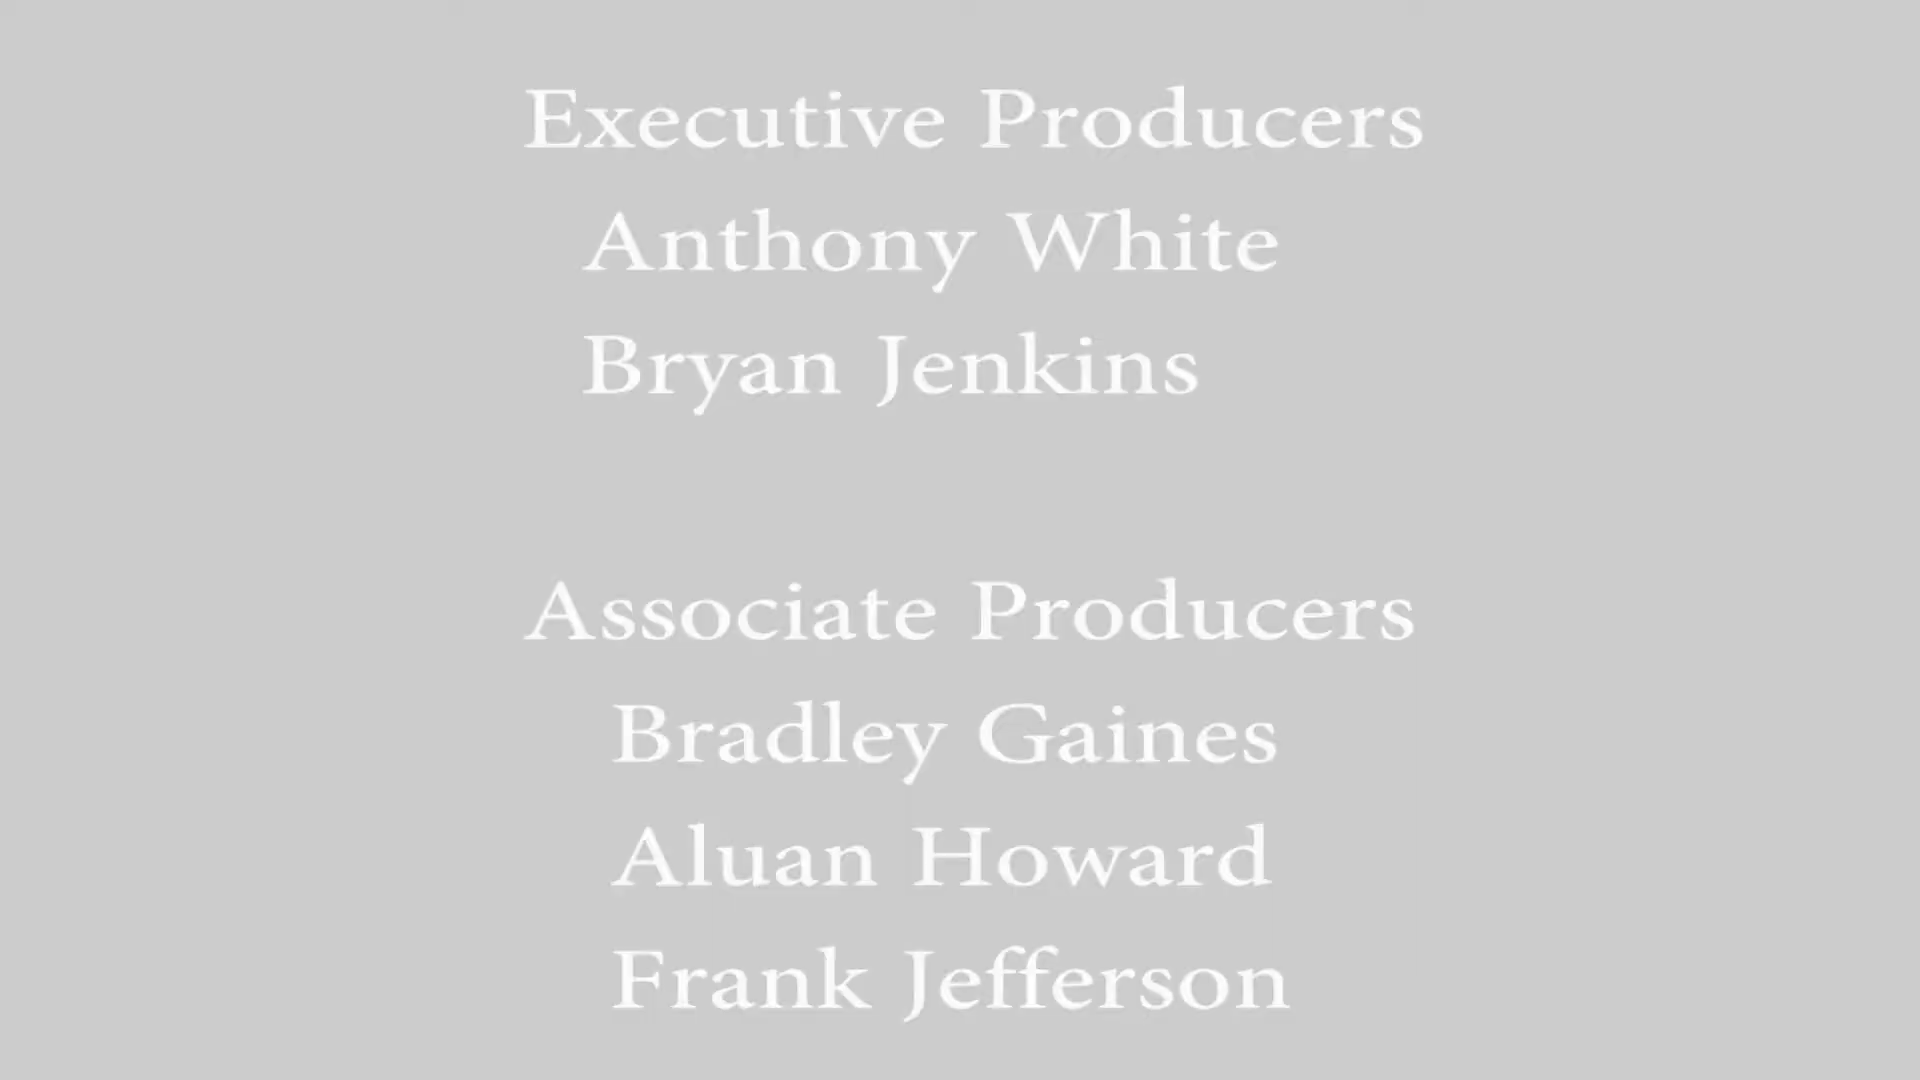 Executive Producers
Anthony White
Bryan Jenkins
Associate Producers
Bradley Gaines
Aluan Howard
Frank Jefferson